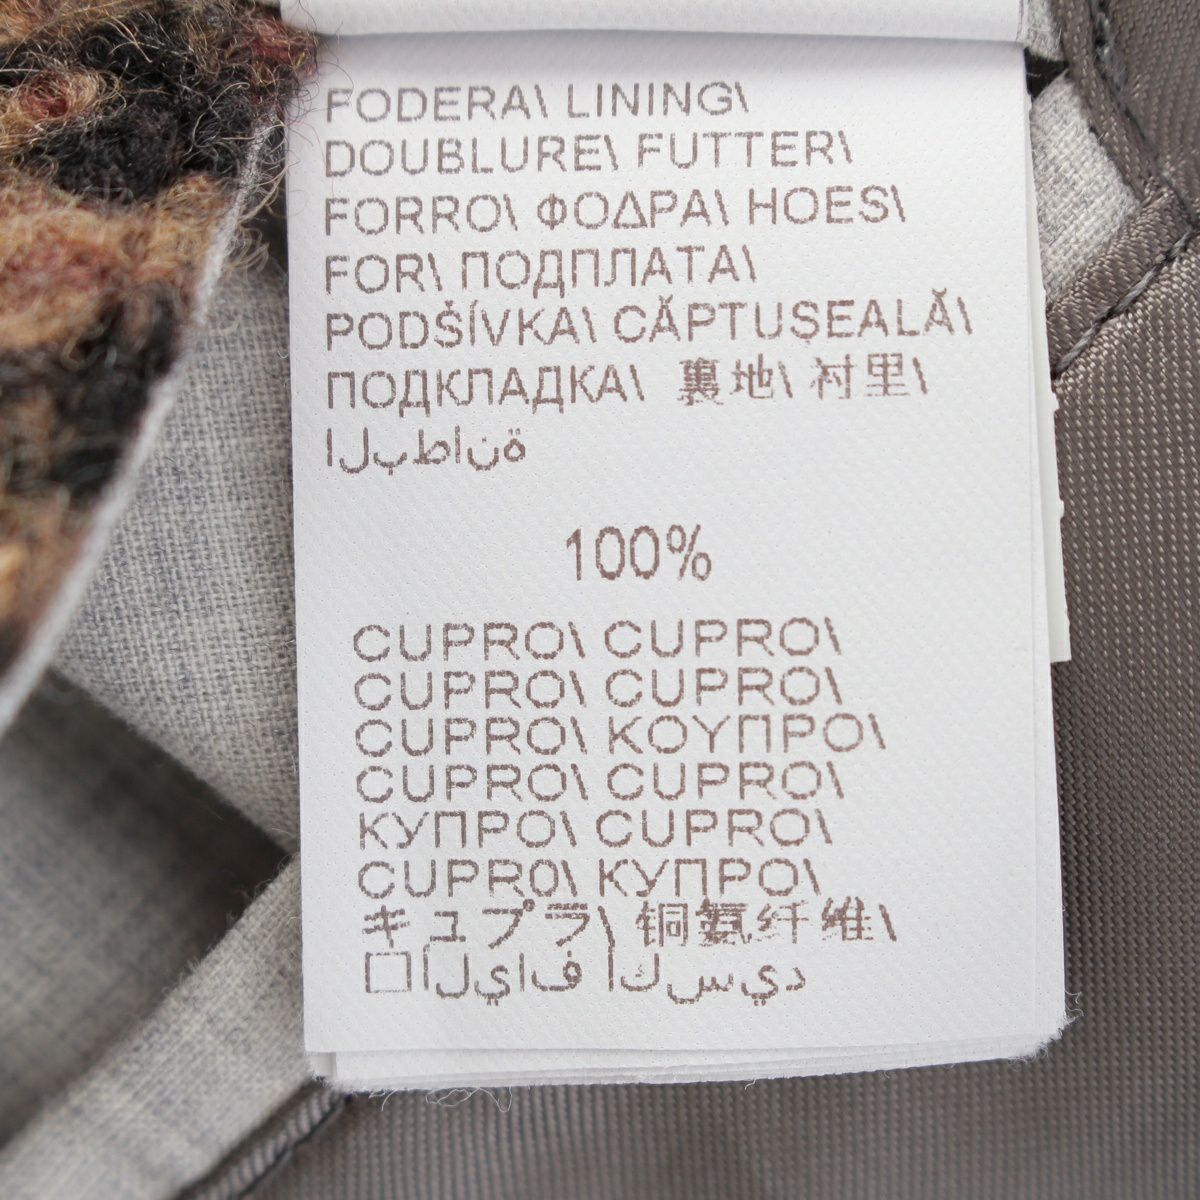 FODERA\ LINING\
DOUBLURE\ FUTTER\
FORRO\ ΦΟΔΡΑ\ HOES\
FOR\ ПОДПЛАТА\
PODŠÍVKA\ CĂPTUȘEALĂ\
ПОДКЛАДКА\ 裏地\ 衬里\
ا ل ب ط ا ن ة
100%
CUPRO\ CUPRO\
CUPRO\ CUPRO\
CUPRO\ ΚΟΥΠΡΟ\
CUPRO\ CUPRO\
КУПРО\ CUPRO\
CUPRO\ КУПРО\
キュプラ\ 铜氨纤维\
□ ا ل ي ا ف ا ك س ي د